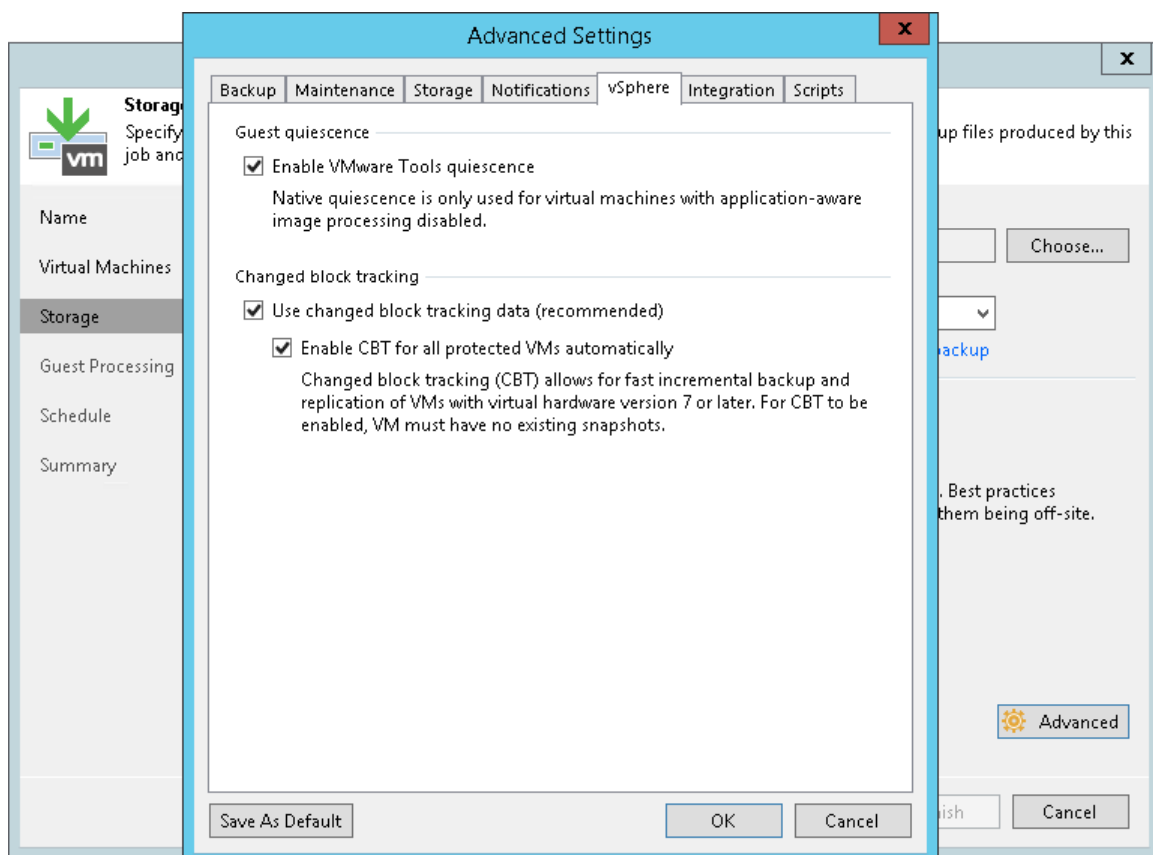 Advanced Settings
x
x
Backup
Maintenance
Storage
Notifications
vSphere
Integration
Scripts
Guest quiescence
Enable VMware Tools quiescence
Native quiescence is only used for virtual machines with application-aware
image processing disabled.
Changed block tracking
Use changed block tracking data (recommended)
Enable CBT for all protected VMs automatically
Changed block tracking (CBT) allows for fast incremental backup and
replication of VMs with virtual hardware version 7 or later. For CBT to be
enabled, VM must have no existing snapshots.
Save As Default
OK
Cancel
vm
Storag
Specify
job and
up files produced by this
Name
Virtual Machines
Storage
Guest Processing
Schedule
Summary
Choose...
ackup
. Best practices
them being off-site.
Advanced
ish
Cancel